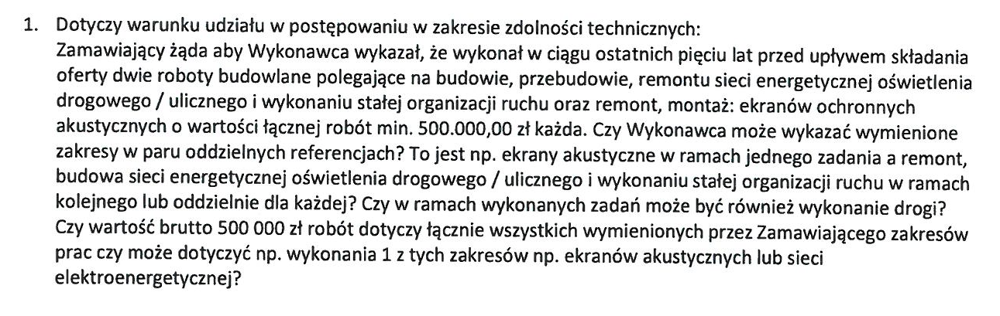 1. Dotyczy warunku udziału w postępowaniu w zakresie zdolności technicznych:
Zamawiający żąda aby Wykonawca wykazał, że wykonał w ciągu ostatnich pięciu lat przed upływem składania
oferty dwie roboty budowlane polegające na budowie, przebudowie, remontu sieci energetycznej oświetlenia
drogowego / ulicznego i wykonaniu stałej organizacji ruchu oraz remont, montaż: ekranów ochronnych
akustycznych o wartości łącznej robót min. 500.000,00 zł każda. Czy Wykonawca może wykazać wymienione
zakresy w paru oddzielnych referencjach? To jest np. ekrany akustyczne w ramach jednego zadania a remont,
budowa sieci energetycznej oświetlenia drogowego / ulicznego i wykonaniu stałej organizacji ruchu w ramach
kolejnego lub oddzielnie dla każdej? Czy w ramach wykonanych zadań może być również wykonanie drogi?
Czy wartość brutto 500 000 zł robót dotyczy łącznie wszystkich wymienionych przez Zamawiającego zakresów
prac czy może dotyczyć np. wykonania 1 z tych zakresów np. ekranów akustycznych lub sieci
elektroenergetycznej?